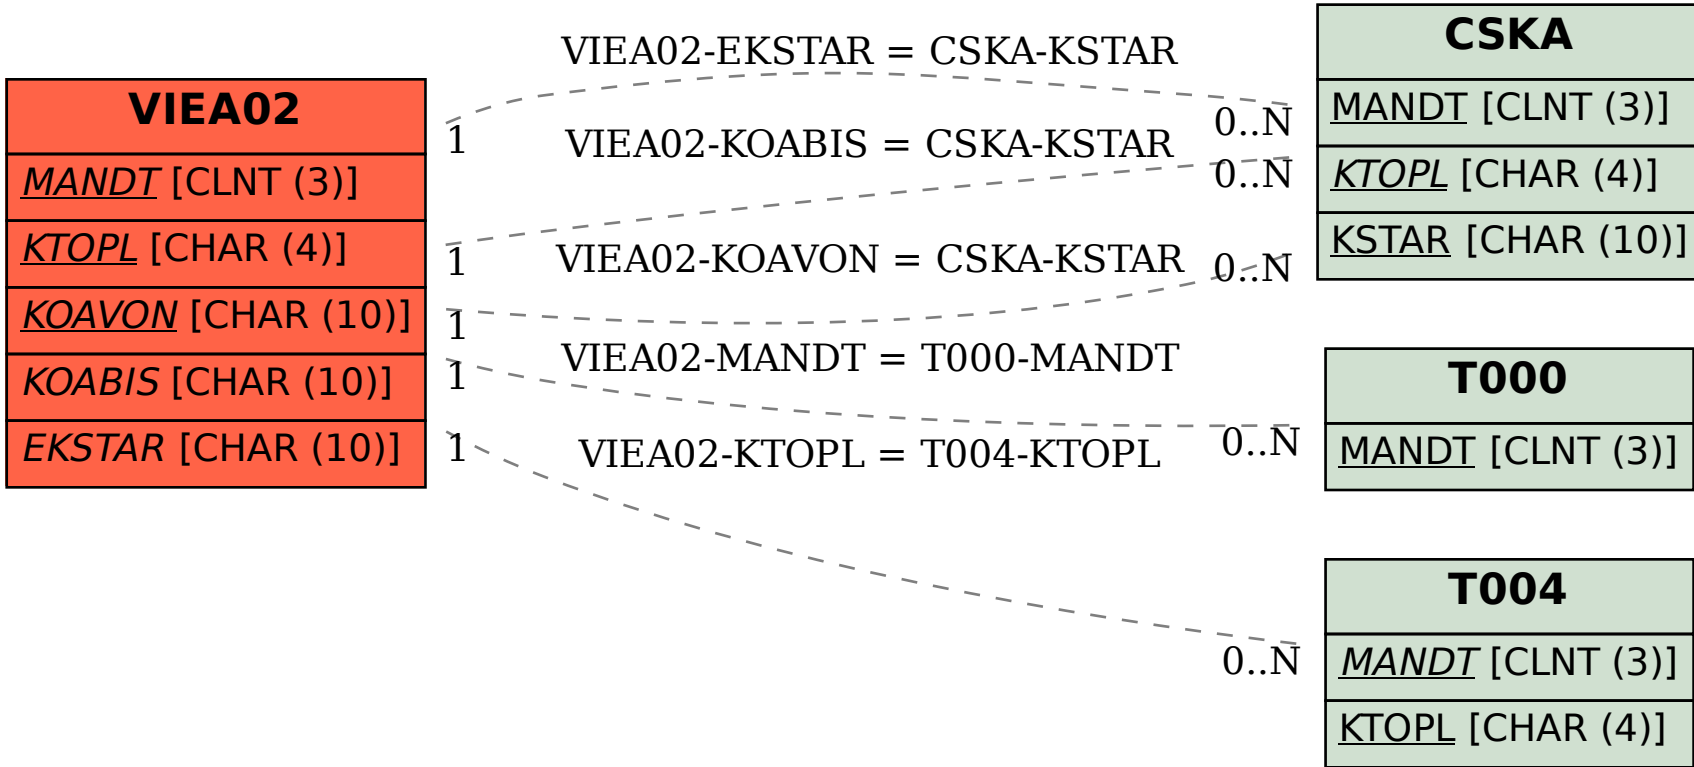 VIEA02
MANDT [CLNT (3)]
KTOPL [CHAR (4)]
KOAVON [CHAR (10)]
KOABIS [CHAR (10)]
EKSTAR [CHAR (10)]
VIEA02-EKSTAR = CSKA-KSTAR
1
0..N
VIEA02-KOABIS = CSKA-KSTAR
1
0..N
VIEA02-KOAVON = CSKA-KSTAR
1
0..N
VIEA02-MANDT = T000-MANDT
1
0..N
VIEA02-KTOPL = T004-KTOPL
1
0..N
CSKA
MANDT [CLNT (3)]
KTOPL [CHAR (4)]
KSTAR [CHAR (10)]
T000
MANDT [CLNT (3)]
T004
MANDT [CLNT (3)]
KTOPL [CHAR (4)]